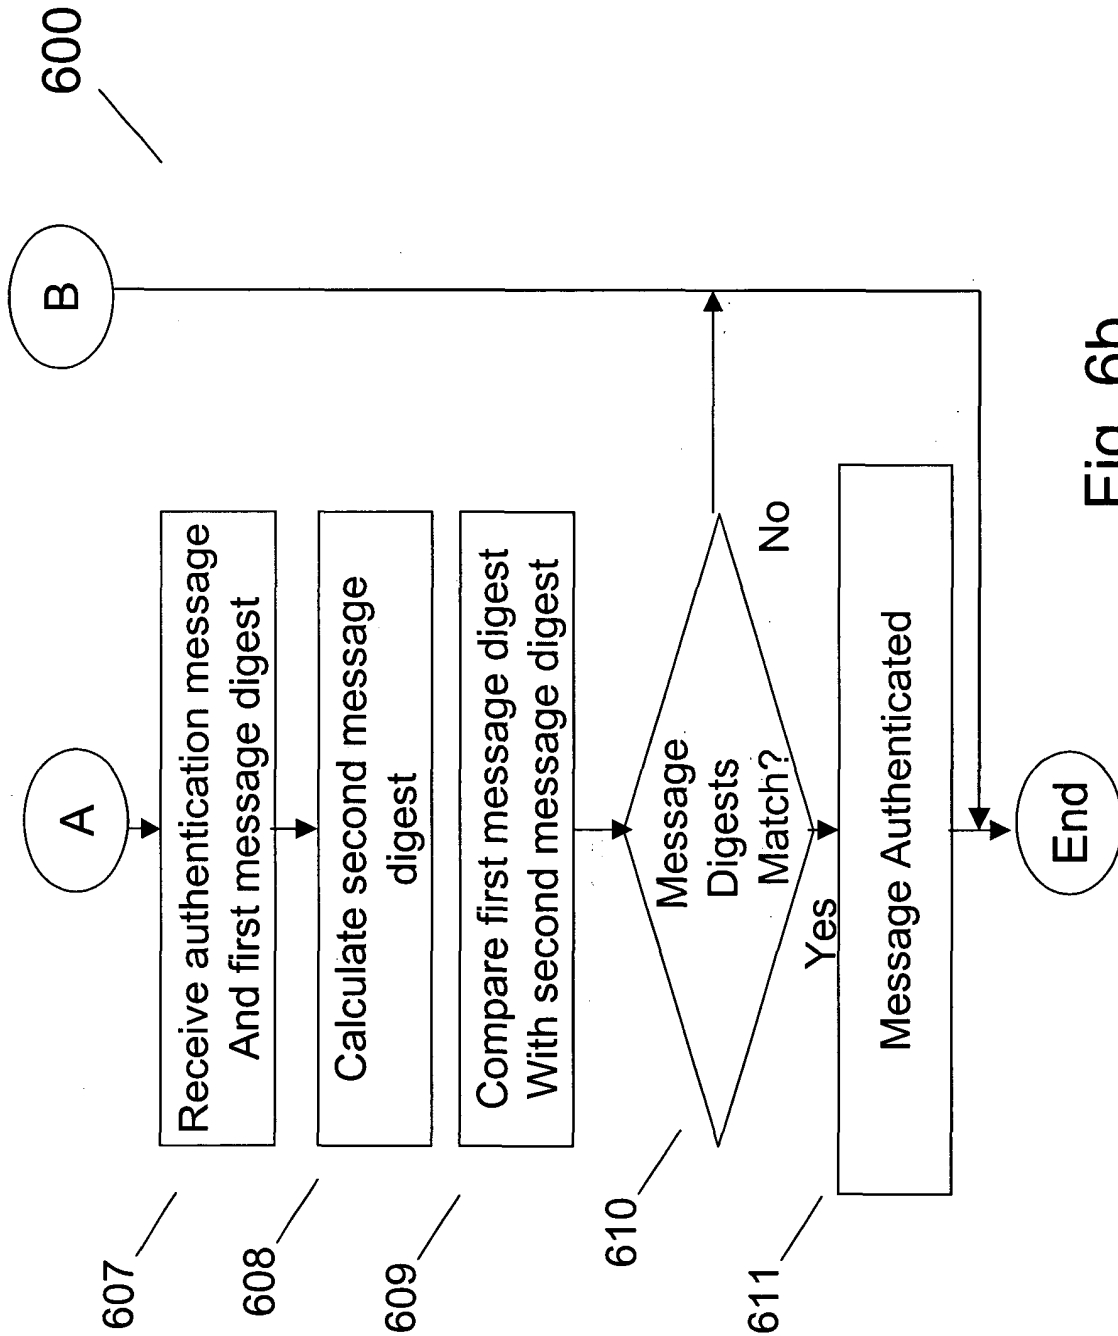 600
A
B
607
Receive authentication message
And first message digest
608
Calculate second message
digest
609
Compare first message digest
With second message digest
610
Message
Digests
Match?
No
Yes
611
Message Authenticated
End
Fig. 6b